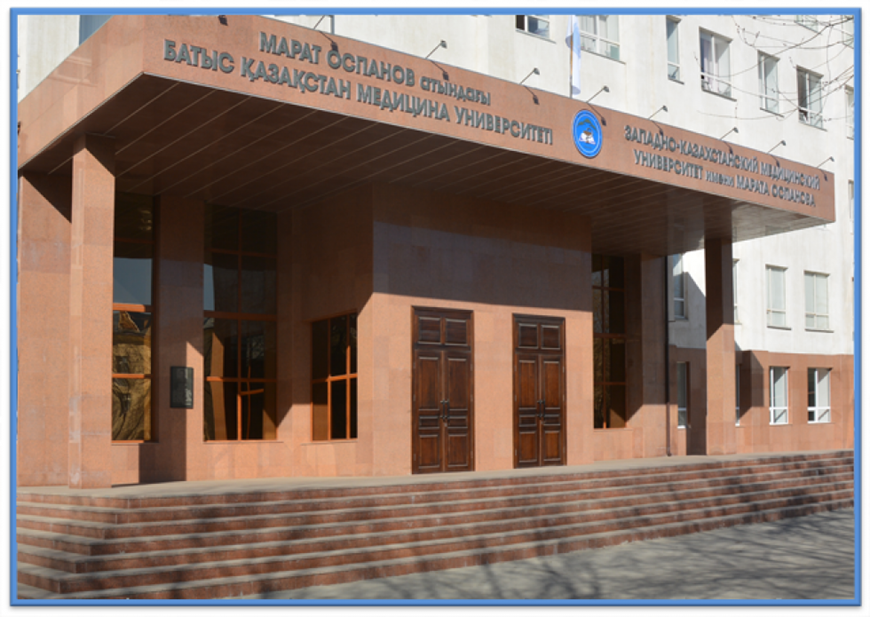 МАРАТ ОСПАНОВ атындағы
БАТЫС ҚАЗАҚСТАН МЕДИЦИНА УНИВЕРСИТЕТІ
ЗАПАДНО-КАЗАХСТАНСКИЙ МЕДИЦИНСКИЙ
УНИВЕРСИТЕТ имени МАРАТА ОСПАНОВА